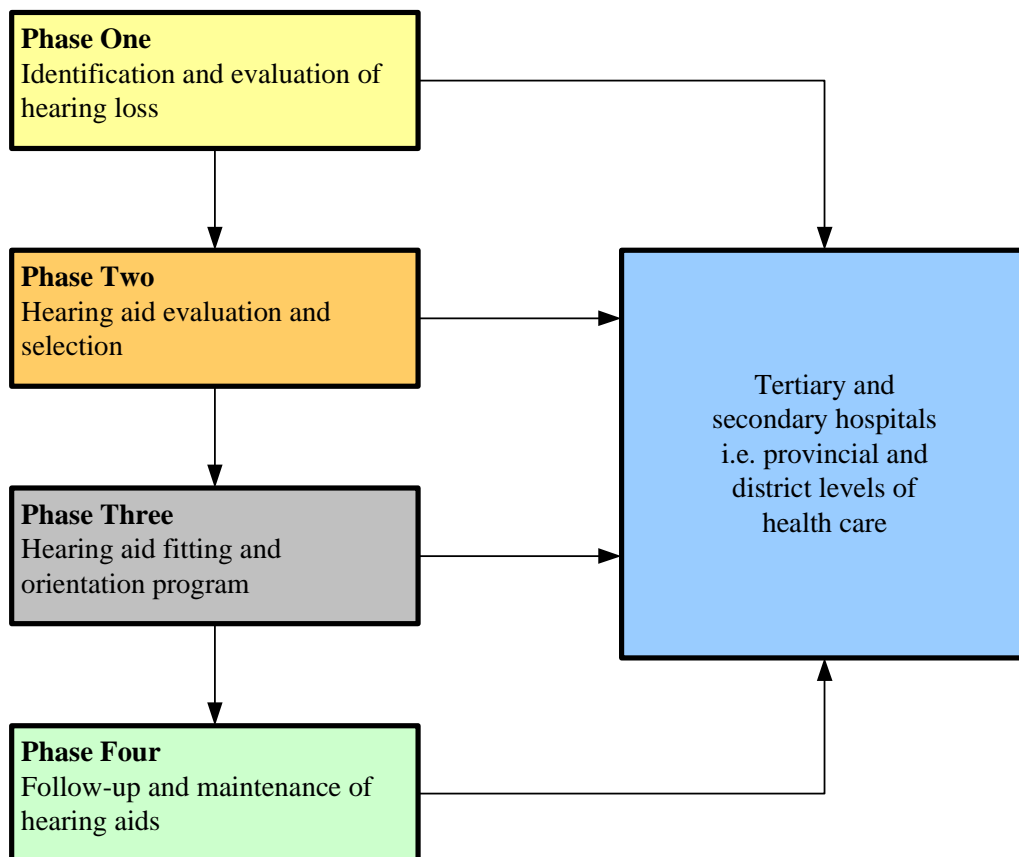 Phase One
Identification and evaluation of
hearing loss
Phase Two
Hearing aid evaluation and
selection
Tertiary and
secondary hospitals
i.e. provincial and
district levels of
health care
Phase Three
Hearing aid fitting and
orientation program
Phase Four
Follow-up and maintenance of
hearing aids